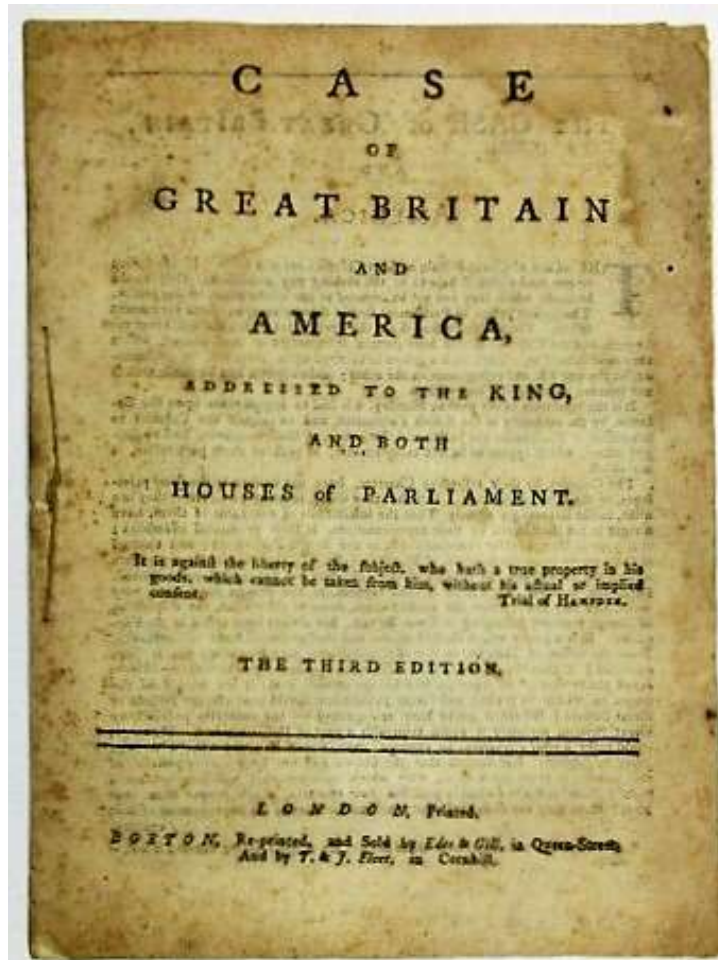 CASE
OF
GREAT BRITAIN
AND
AMERICA,
ADDRESSED TO THE KING,
AND BOTH
HOUSES of PARLIAMENT.
It is againſt the liberty of the ſubject, who hath a true property in his
goods, which cannot be taken from him, without his actual or implied
conſent.
Trial of HAMPDEN.
THE THIRD EDITION.
LONDON, Printed.
BOSTON, Re-printed, and Sold by Edes & Gill, in Queen-Street;
And by T. & J. Fleet, in Cornhill.